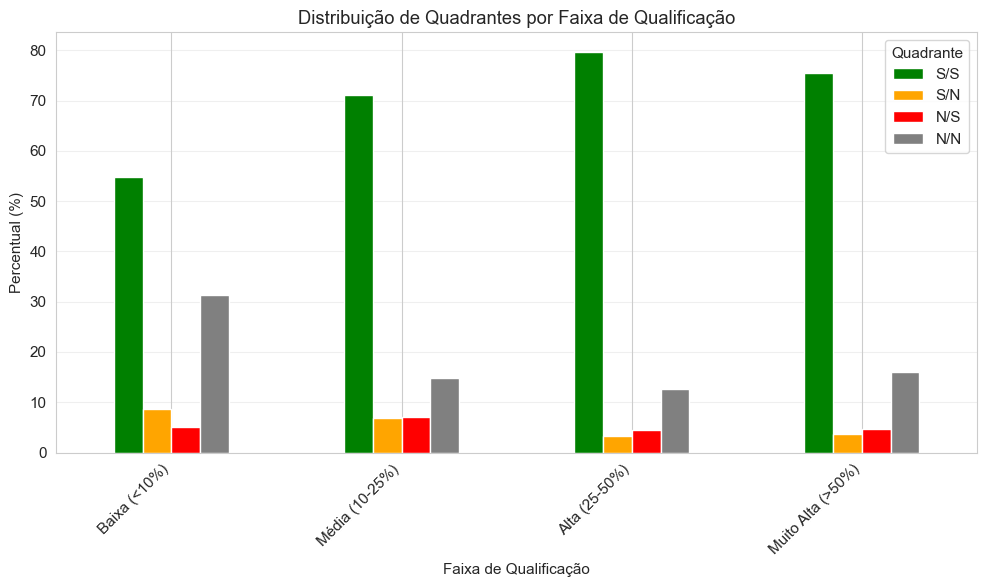 Distribuição de Quadrantes por Faixa de Qualificação
Quadrante
S/S
S/N
N/S
N/N
Percentual (%)
80
70
60
50
40
30
20
10
0
Baixa (<10%)
Média (10-25%)
Alta (25-50%)
Muito Alta (>50%)
Faixa de Qualificação